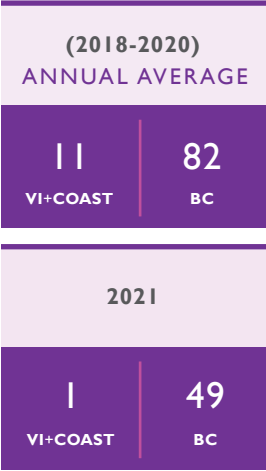 (2018-2020)
ANNUAL AVERAGE
11 82
VI+COAST BC
2021
1 49
VI+COAST BC